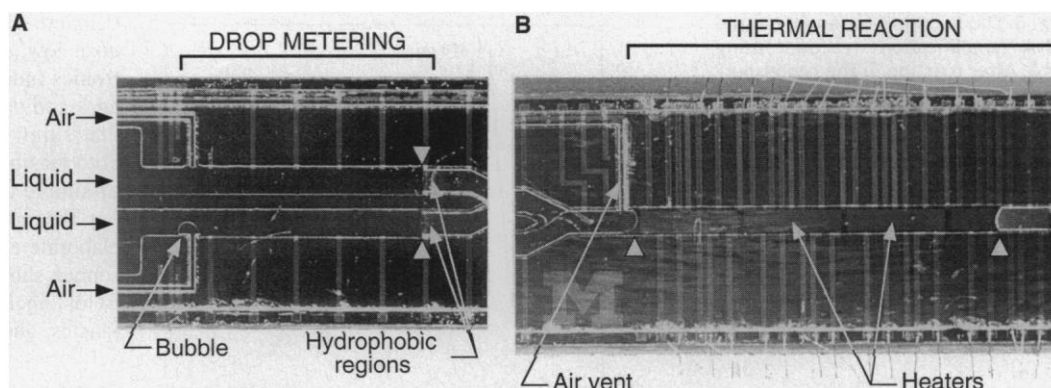 A
DROP METERING
Air
Liquid
Liquid
Air
Bubble
Hydrophobic
regions
B
THERMAL REACTION
M
Air vent
Heaters